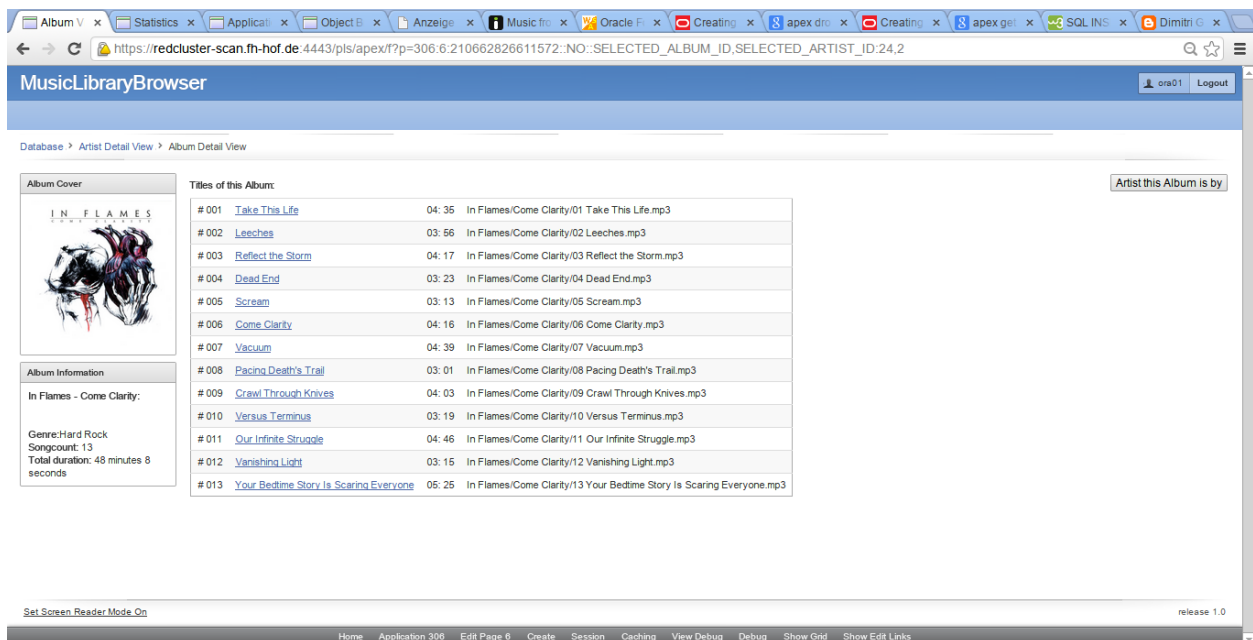 Album V Statistics Applicati Object B Anzeige Music fro Oracle F Creating apex dro Creating apex get SQL INS Dimitri G
https://redcluster-scan.fh-hof.de:4443/pls/apex/f?p=306:6:210662826611572::NO::SELECTED_ALBUM_ID,SELECTED_ARTIST_ID:24,2
MusicLibraryBrowser
ora01 Logout
Database > Artist Detail View > Album Detail View
Album Cover
IN FLAMES
COME CLARITY
Album Information
In Flames - Come Clarity:
Genre:Hard Rock
Songcount: 13
Total duration: 48 minutes 8
seconds
Titles of this Album:
Artist this Album is by
# 001 Take This Life 04: 35 In Flames/Come Clarity/01 Take This Life.mp3
# 002 Leeches 03: 56 In Flames/Come Clarity/02 Leeches.mp3
# 003 Reflect the Storm 04: 17 In Flames/Come Clarity/03 Reflect the Storm.mp3
# 004 Dead End 03: 23 In Flames/Come Clarity/04 Dead End.mp3
# 005 Scream 03: 13 In Flames/Come Clarity/05 Scream.mp3
# 006 Come Clarity 04: 16 In Flames/Come Clarity/06 Come Clarity.mp3
# 007 Vacuum 04: 39 In Flames/Come Clarity/07 Vacuum.mp3
# 008 Pacing Death's Trail 03: 01 In Flames/Come Clarity/08 Pacing Death's Trail.mp3
# 009 Crawl Through Knives 04: 03 In Flames/Come Clarity/09 Crawl Through Knives.mp3
# 010 Versus Terminus 03: 19 In Flames/Come Clarity/10 Versus Terminus.mp3
# 011 Our Infinite Struggle 04: 46 In Flames/Come Clarity/11 Our Infinite Struggle.mp3
# 012 Vanishing Light 03: 15 In Flames/Come Clarity/12 Vanishing Light.mp3
# 013 Your Bedtime Story Is Scaring Everyone 05: 25 In Flames/Come Clarity/13 Your Bedtime Story Is Scaring Everyone.mp3
Set Screen Reader Mode On
release 1.0
Home Application 306 Edit Page 6 Create Session Caching View Debug Debug Show Grid Show Edit Links